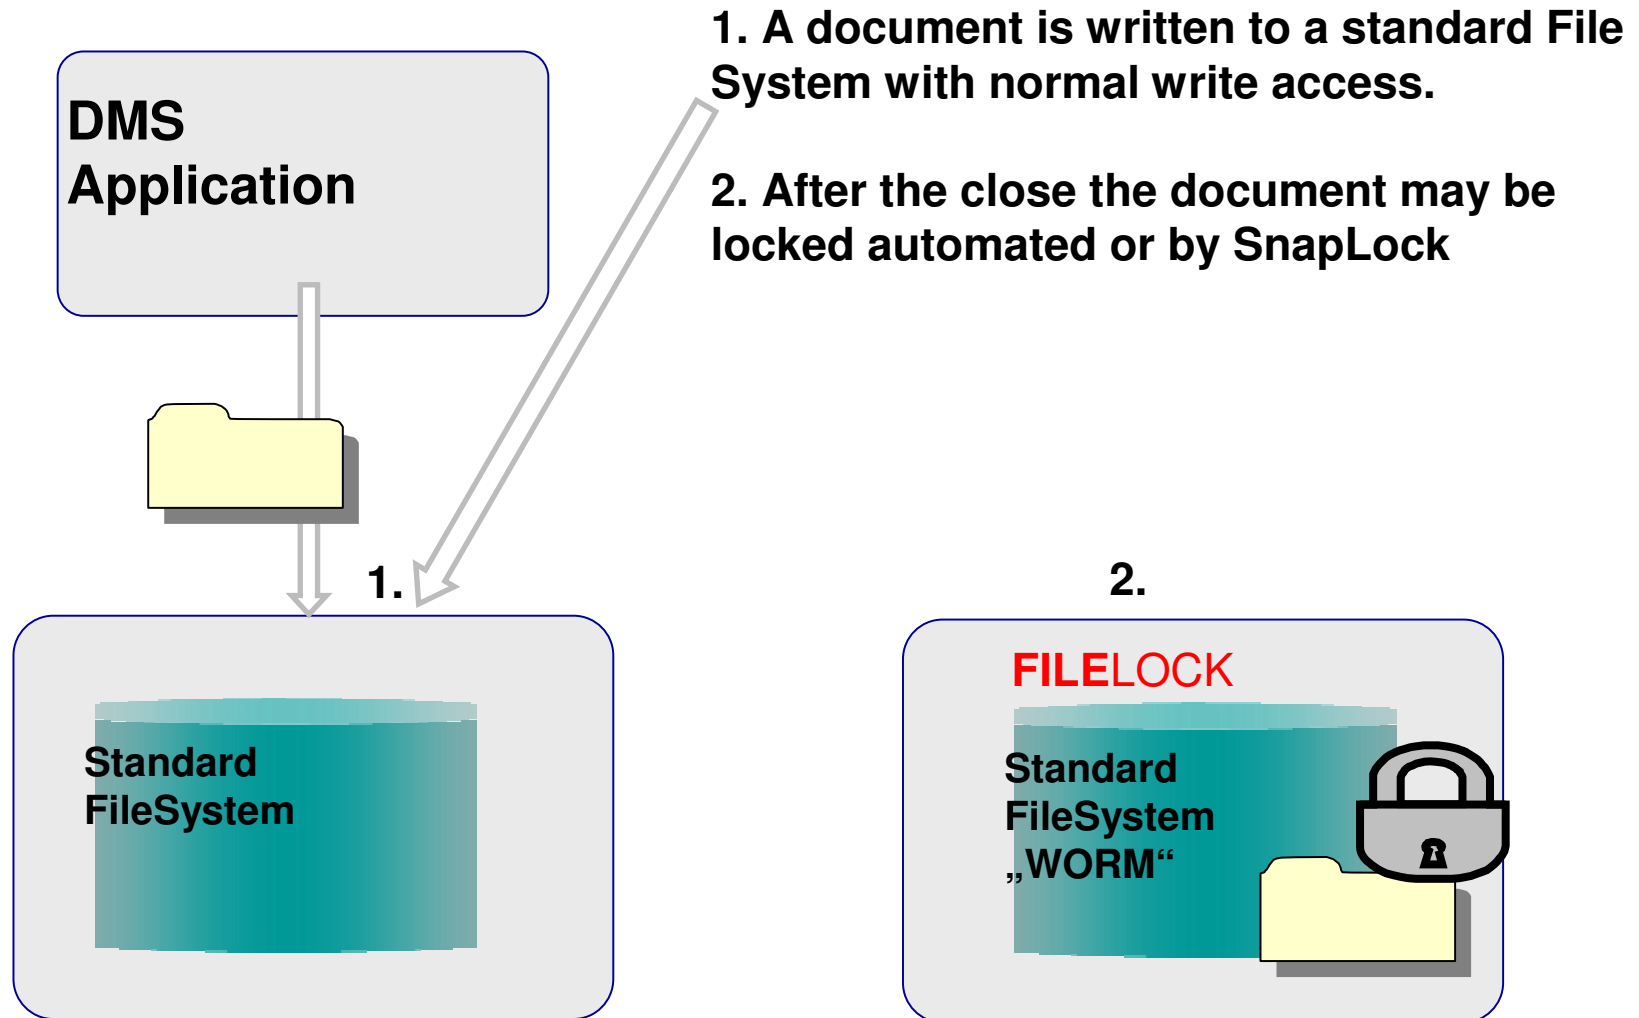 1. A document is written to a standard File
System with normal write access.
2. After the close the document may be
locked automated or by SnapLock
DMS
Application
1.
2.
Standard
FileSystem
FILELOCK
Standard
FileSystem
„WORM“